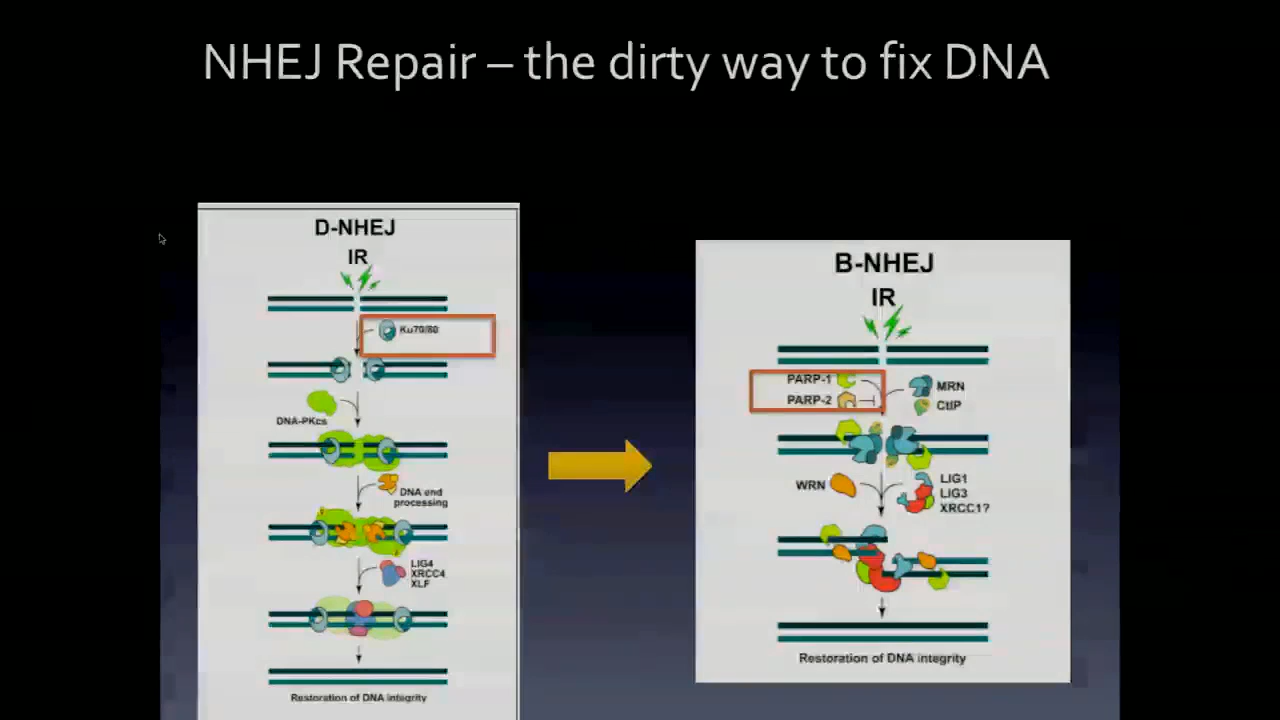 NHEJ Repair – the dirty way to fix DNA
D-NHEJ
IR
Ku70/80
DNA-PKcs
DNA end
processing
LIG4
XRCC4
XLF
Restoration of DNA integrity
B-NHEJ
IR
PARP-1
PARP-2
MRN
CtIP
WRN
LIG1
LIG3
XRCC1?
Restoration of DNA integrity